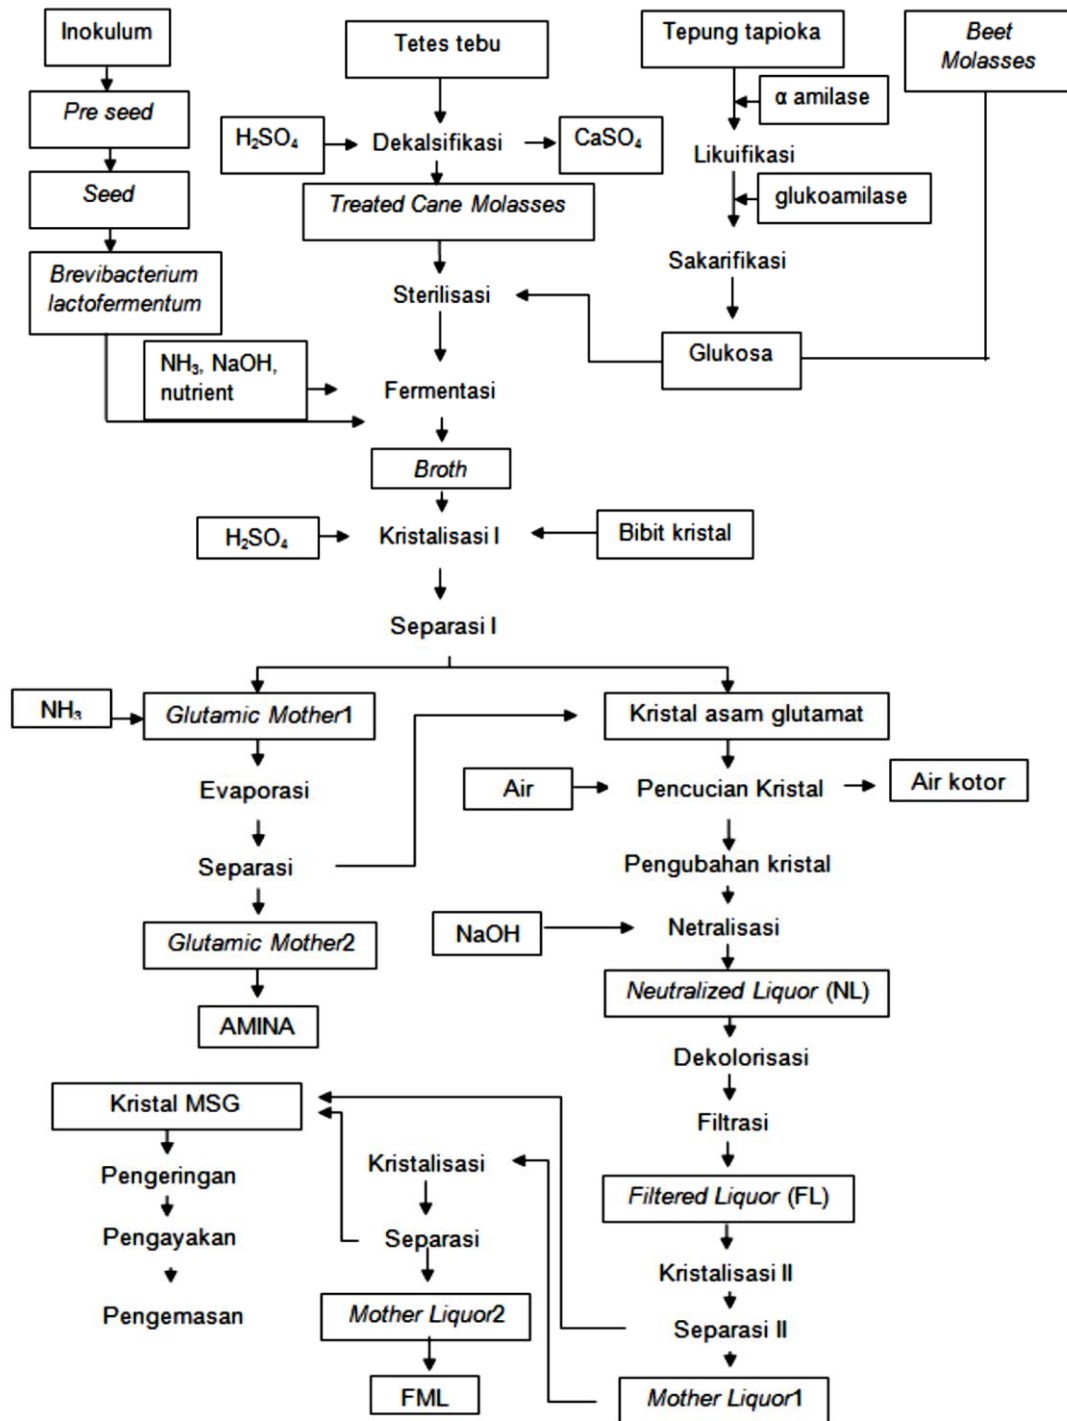 Inokulum
Tetes tebu
Tepung tapioka
Beet
Molasses
Pre seed
α amilase
H₂SO₄
Dekalsifikasi
CaSO₄
Likuifikasi
Seed
Treated Cane Molasses
glukoamilase
Brevibacterium
lactofermentum
Sakarifikasi
Sterilisasi
Glukosa
NH₃, NaOH,
nutrient
Fermentasi
Broth
H₂SO₄
Kristalisasi I
Bibit kristal
Separasi I
NH₃
Glutamic Mother1
Kristal asam glutamat
Evaporasi
Air
Pencucian Kristal
Air kotor
Separasi
Pengubahan kristal
Glutamic Mother2
NaOH
Netralisasi
AMINA
Neutralized Liquor (NL)
Dekolorisasi
Kristal MSG
Filtrasi
Pengeringan
Kristalisasi
Filtered Liquor (FL)
Pengayakan
Separasi
Kristalisasi II
Pengemasan
Mother Liquor2
Separasi II
FML
Mother Liquor1